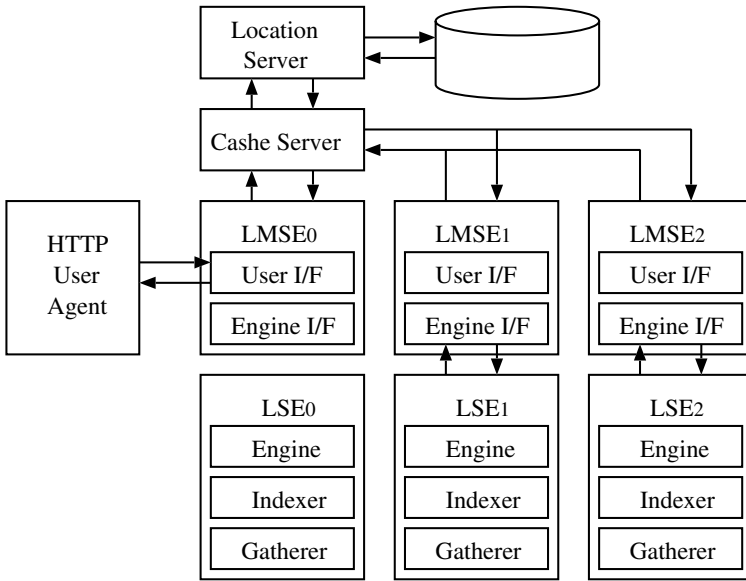 Location
Server
Cashe Server
HTTP
User
Agent
LMSE0
User I/F
Engine I/F
LMSE1
User I/F
Engine I/F
LMSE2
User I/F
Engine I/F
LSE0
Engine
Indexer
Gatherer
LSE1
Engine
Indexer
Gatherer
LSE2
Engine
Indexer
Gatherer